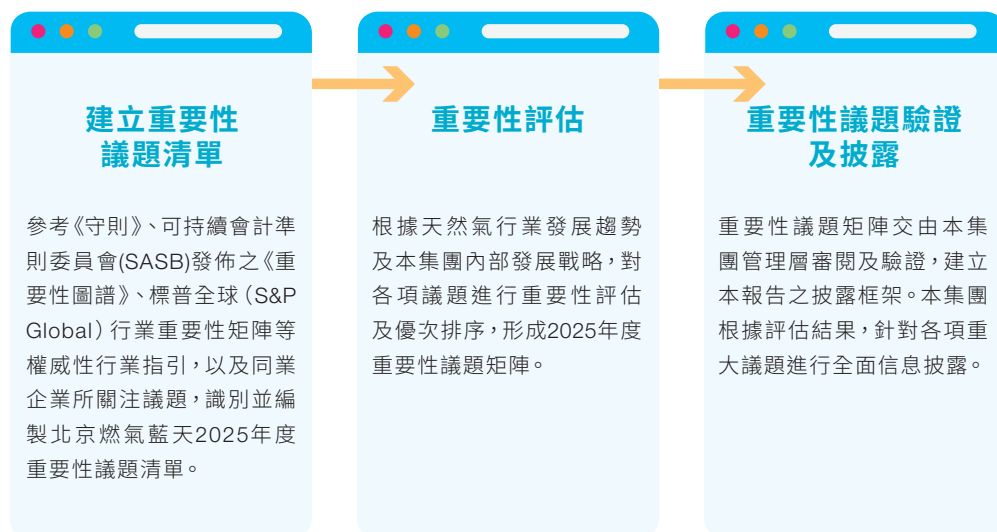 建立重要性
議題清單
參考《守則》、可持續會計準
則委員會(SASB)發佈之《重
要性圖譜》、標普全球（S&P
Global）行業重要性矩陣等
權威性行業指引，以及同業
企業所關注議題，識別並編
製北京燃氣藍天2025年度
重要性議題清單。
重要性評估
根據天然氣行業發展趨勢
及本集團內部發展戰略，對
各項議題進行重要性評估
及優次排序，形成2025年度
重要性議題矩陣。
重要性議題驗證
及披露
重要性議題矩陣交由本集
團管理層審閱及驗證，建立
本報告之披露框架。本集團
根據評估結果，針對各項重
大議題進行全面信息披露。